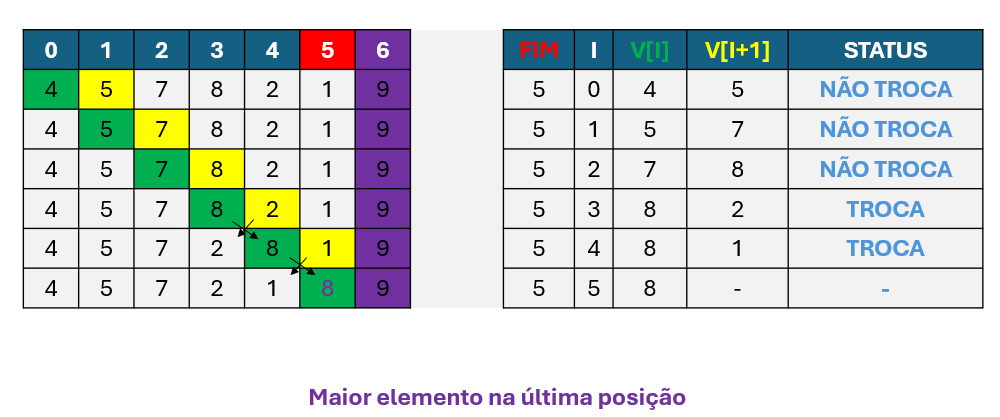 0 1 2 3 4 5 6 FIM I V[I] V[I+1] STATUS
4 5 7 8 2 1 9 5 0 4 5 NÃO TROCA
4 5 7 8 2 1 9 5 1 5 7 NÃO TROCA
4 5 7 8 2 1 9 5 2 7 8 NÃO TROCA
4 5 7 8 2 1 9 5 3 8 2 TROCA
4 5 7 2 8 1 9 5 4 8 1 TROCA
4 5 7 2 1 8 9 5 5 8 - -
Maior elemento na última posição